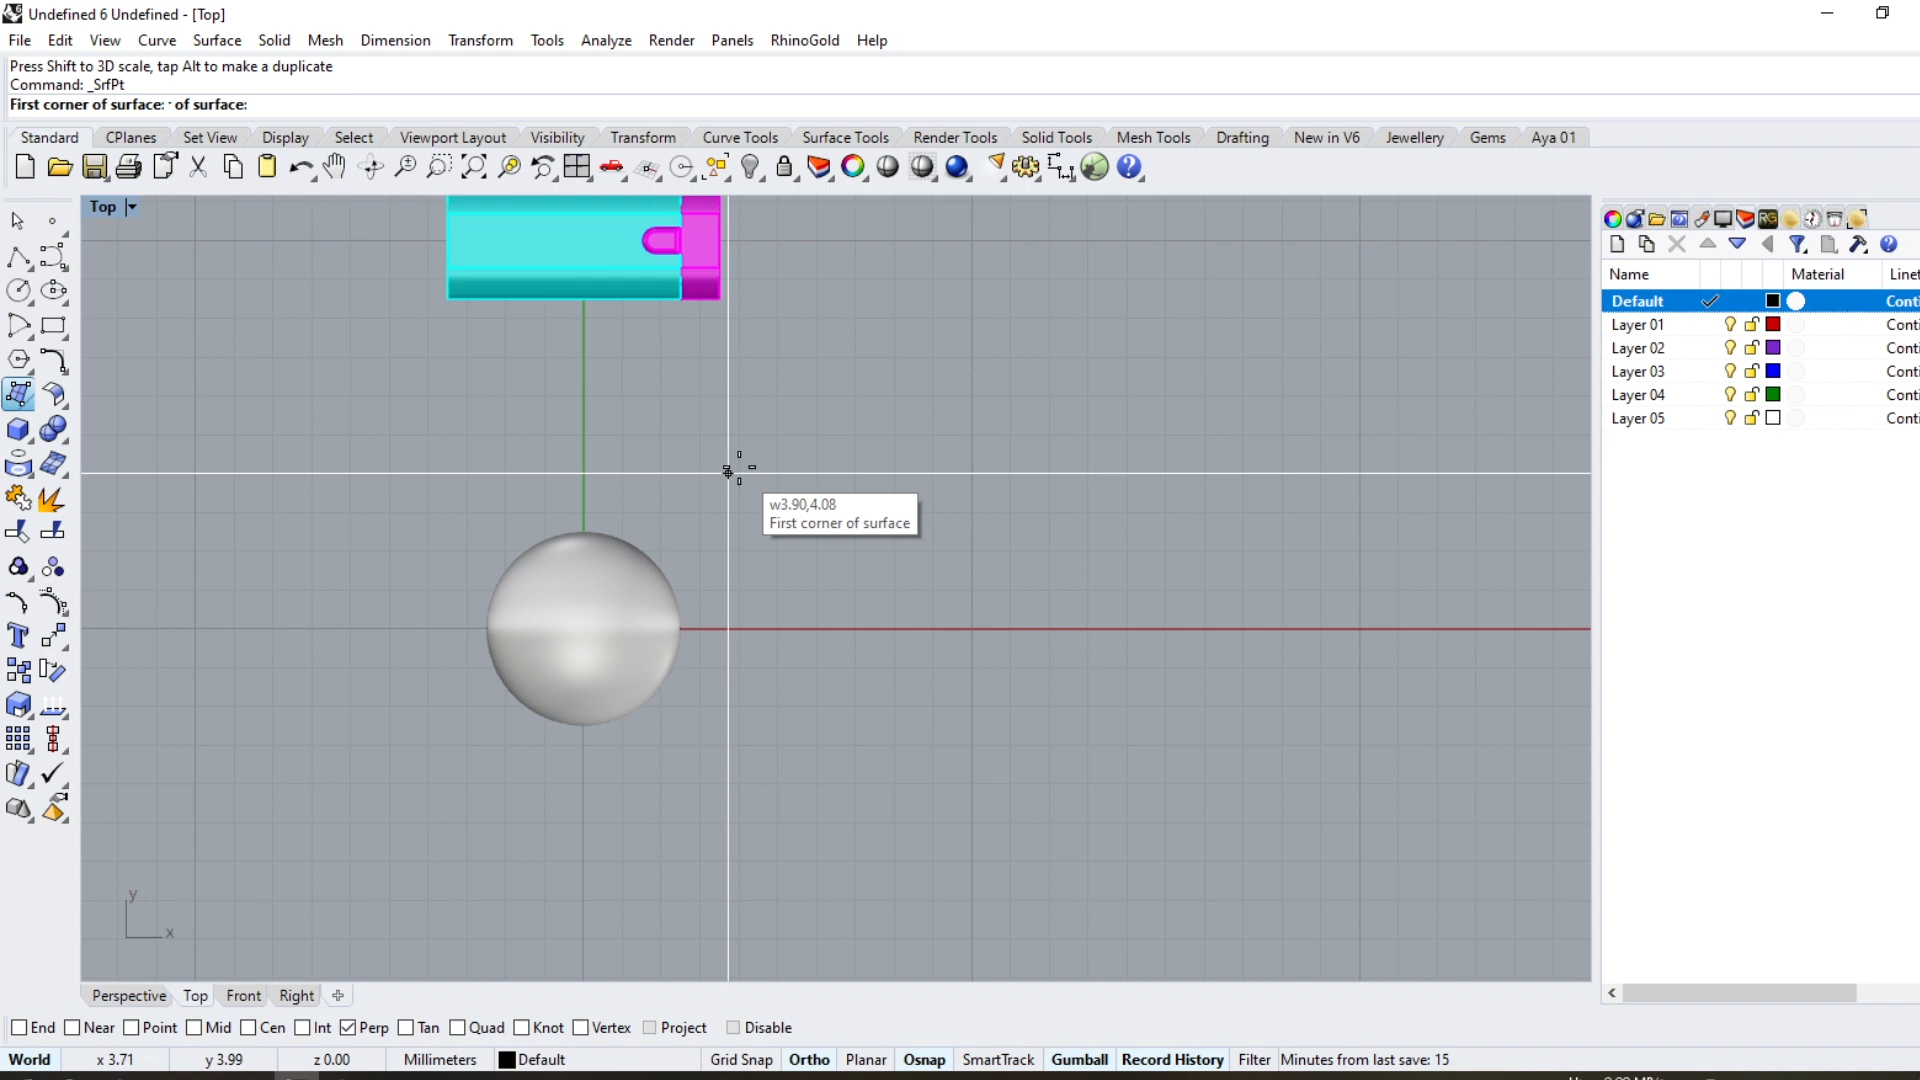 Undefined 6 Undefined - [Top]
File Edit View Curve Surface Solid Mesh Dimension Transform Tools Analyze Render Panels RhinoGold Help
Press Shift to 3D scale, tap Alt to make a duplicate
Command: _SrfPt
First corner of surface: of surface:
Standard CPlanes Set View Display Select Viewport Layout Visibility Transform Curve Tools Surface Tools Render Tools Solid Tools Mesh Tools Drafting New in V6 Jewellery Gems Aya 01
Top
RG
Name Material Linet
Default Conti
Layer 01 Conti
Layer 02 Conti
Layer 03 Conti
Layer 04 Conti
Layer 05 Conti
w3.90,4.08
First corner of surface
y
x
Perspective Top Front Right
End Near Point Mid Cen Int Perp Tan Quad Knot Vertex Project Disable
World x 3.71 y 3.99 z 0.00 Millimeters Default Grid Snap Ortho Planar Osnap SmartTrack Gumball Record History Filter Minutes from last save: 15